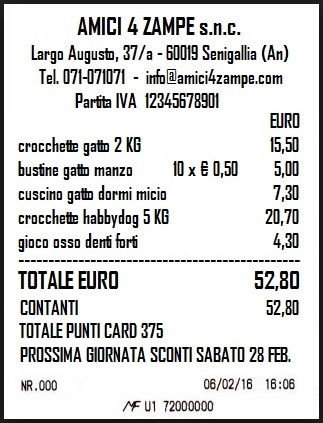 AMICI 4 ZAMPE s.n.c.
Largo Augusto, 37/a - 60019 Senigallia (An)
Tel. 071-071071 - info@amici4zampe.com
Partita IVA 12345678901
EURO
crocchette gatto 2 KG 15,50
bustine gatto manzo 10 x € 0,50 5,00
cuscino gatto dormi micio 7,30
crocchette habbydog 5 KG 20,70
gioco osso denti forti 4,30
TOTALE EURO 52,80
CONTANTI 52,80
TOTALE PUNTI CARD 375
PROSSIMA GIORNATA SCONTI SABATO 28 FEB.
NR.000 06/02/16 16:06
MF U1 72000000